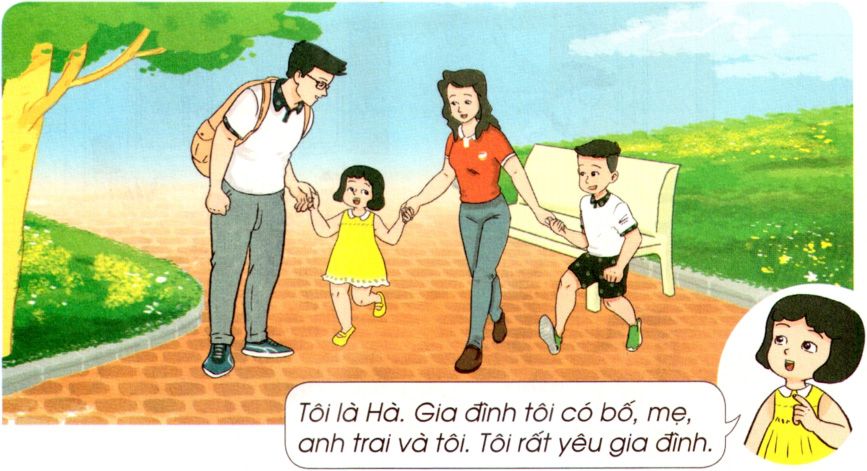 Tôi là Hà. Gia đình tôi có bố, mẹ,
anh trai và tôi. Tôi rất yêu gia đình.